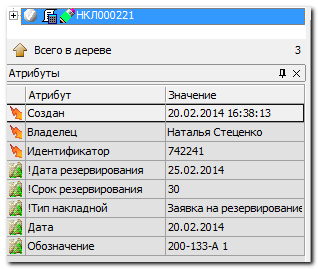 НКЛ000221
Всего в дереве 3
Атрибуты
Атрибут Значение
Создан 20.02.2014 16:38:13
Владелец Наталья Стеценко
Идентификатор 742241
!Дата резервирования 25.02.2014
!Срок резервирования 30
!Тип накладной Заявка на резервирование
Дата 20.02.2014
Обозначение 200-133-А 1